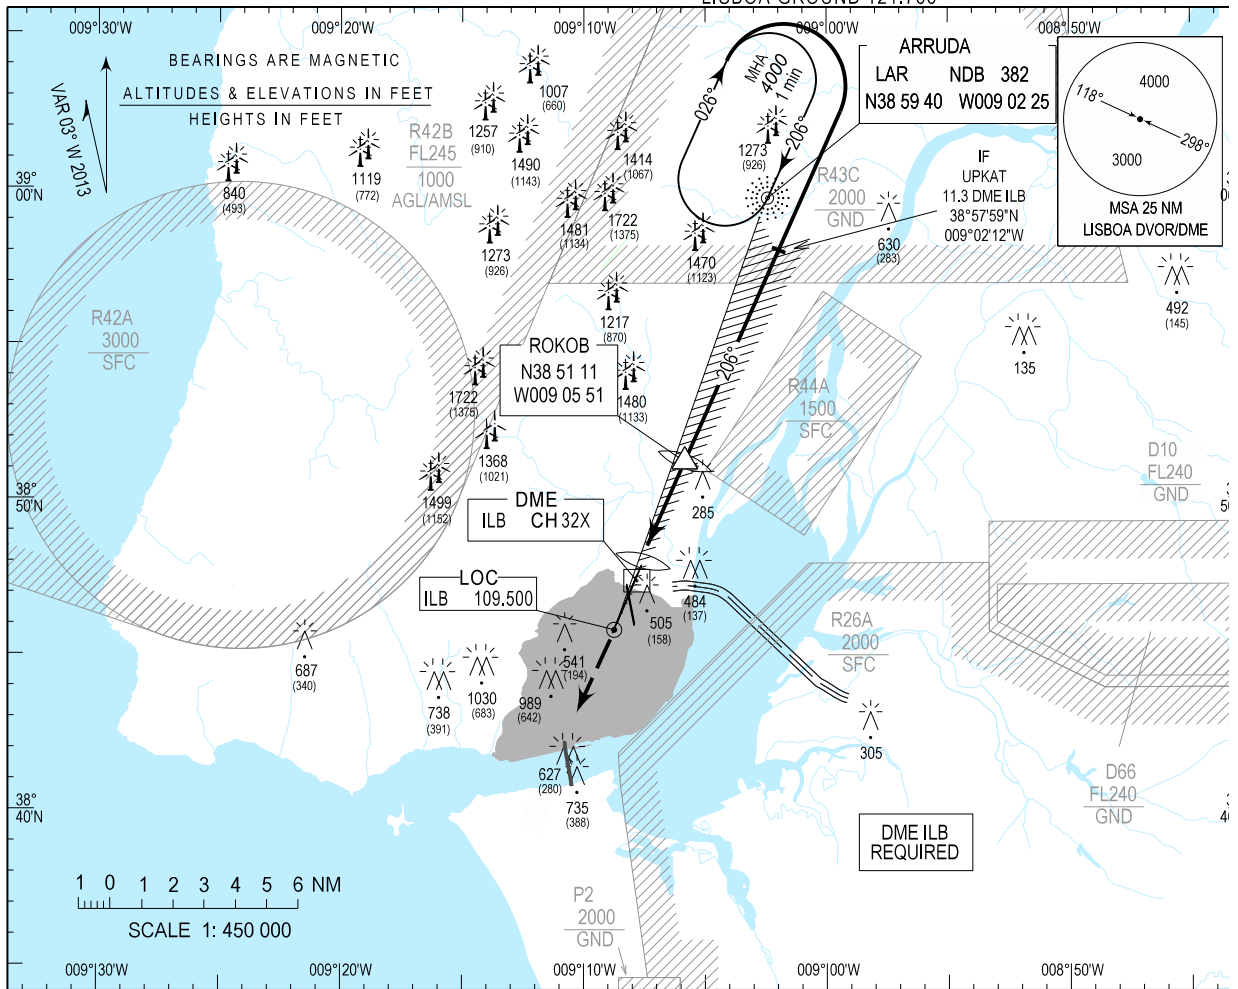 009°30'W
009°20'W
009°10'W
009°00'W
008°50'W
BEARINGS ARE MAGNETIC
ALTITUDES & ELEVATIONS IN FEET
HEIGHTS IN FEET
VAR 03° W 2013
1007
(660)
1257
(910)
1490
(1143)
1414
(1067)
1119
(772)
840
(493)
R42B
FL245
1000
AGL/AMSL
1481
(1134)
1722
(1375)
1273
(926)
1470
(1123)
1217
(870)
1273
(926)
MHA
4000
1 min
026°
206°
ARRUDA
LAR NDB 382
N38 59 40 W009 02 25
4000
118°
298°
3000
MSA 25 NM
LISBOA DVOR/DME
IF
UPKAT
11.3 DME ILB
38°57'59"N
009°02'12"W
R43C
2000
GND
630
(283)
492
(145)
135
39°
00'N
R42A
3000
SFC
ROKOB
N38 51 11
W009 05 51
1480
(1133)
1722
(1375)
1368
(1021)
1499
(1152)
206°
R44A
1500
SFC
D10
FL240
GND
38°
50'N
285
DME
ILB CH 32X
LOC
ILB 109.500
484
(137)
505
(158)
541
(194)
R26A
2000
SFC
687
(340)
738
(391)
1030
(683)
989
(642)
627
(280)
735
(388)
305
D66
FL240
GND
38°
40'N
DME ILB
REQUIRED
1 0 1 2 3 4 5 6 NM
SCALE 1: 450 000
P2
2000
GND
009°30'W
009°20'W
009°10'W
009°00'W
008°50'W